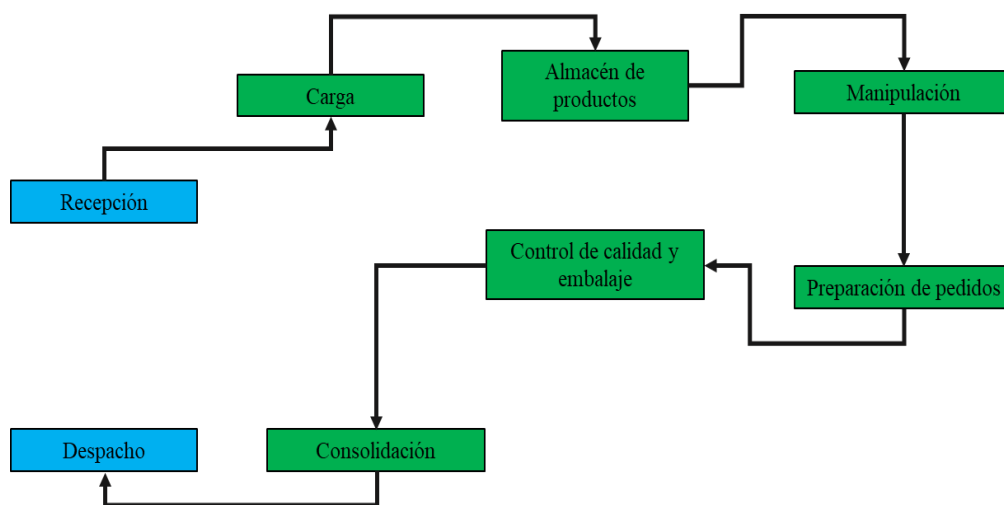 Recepción
Carga
Almacén de
productos
Manipulación
Preparación de pedidos
Control de calidad y
embalaje
Consolidación
Despacho